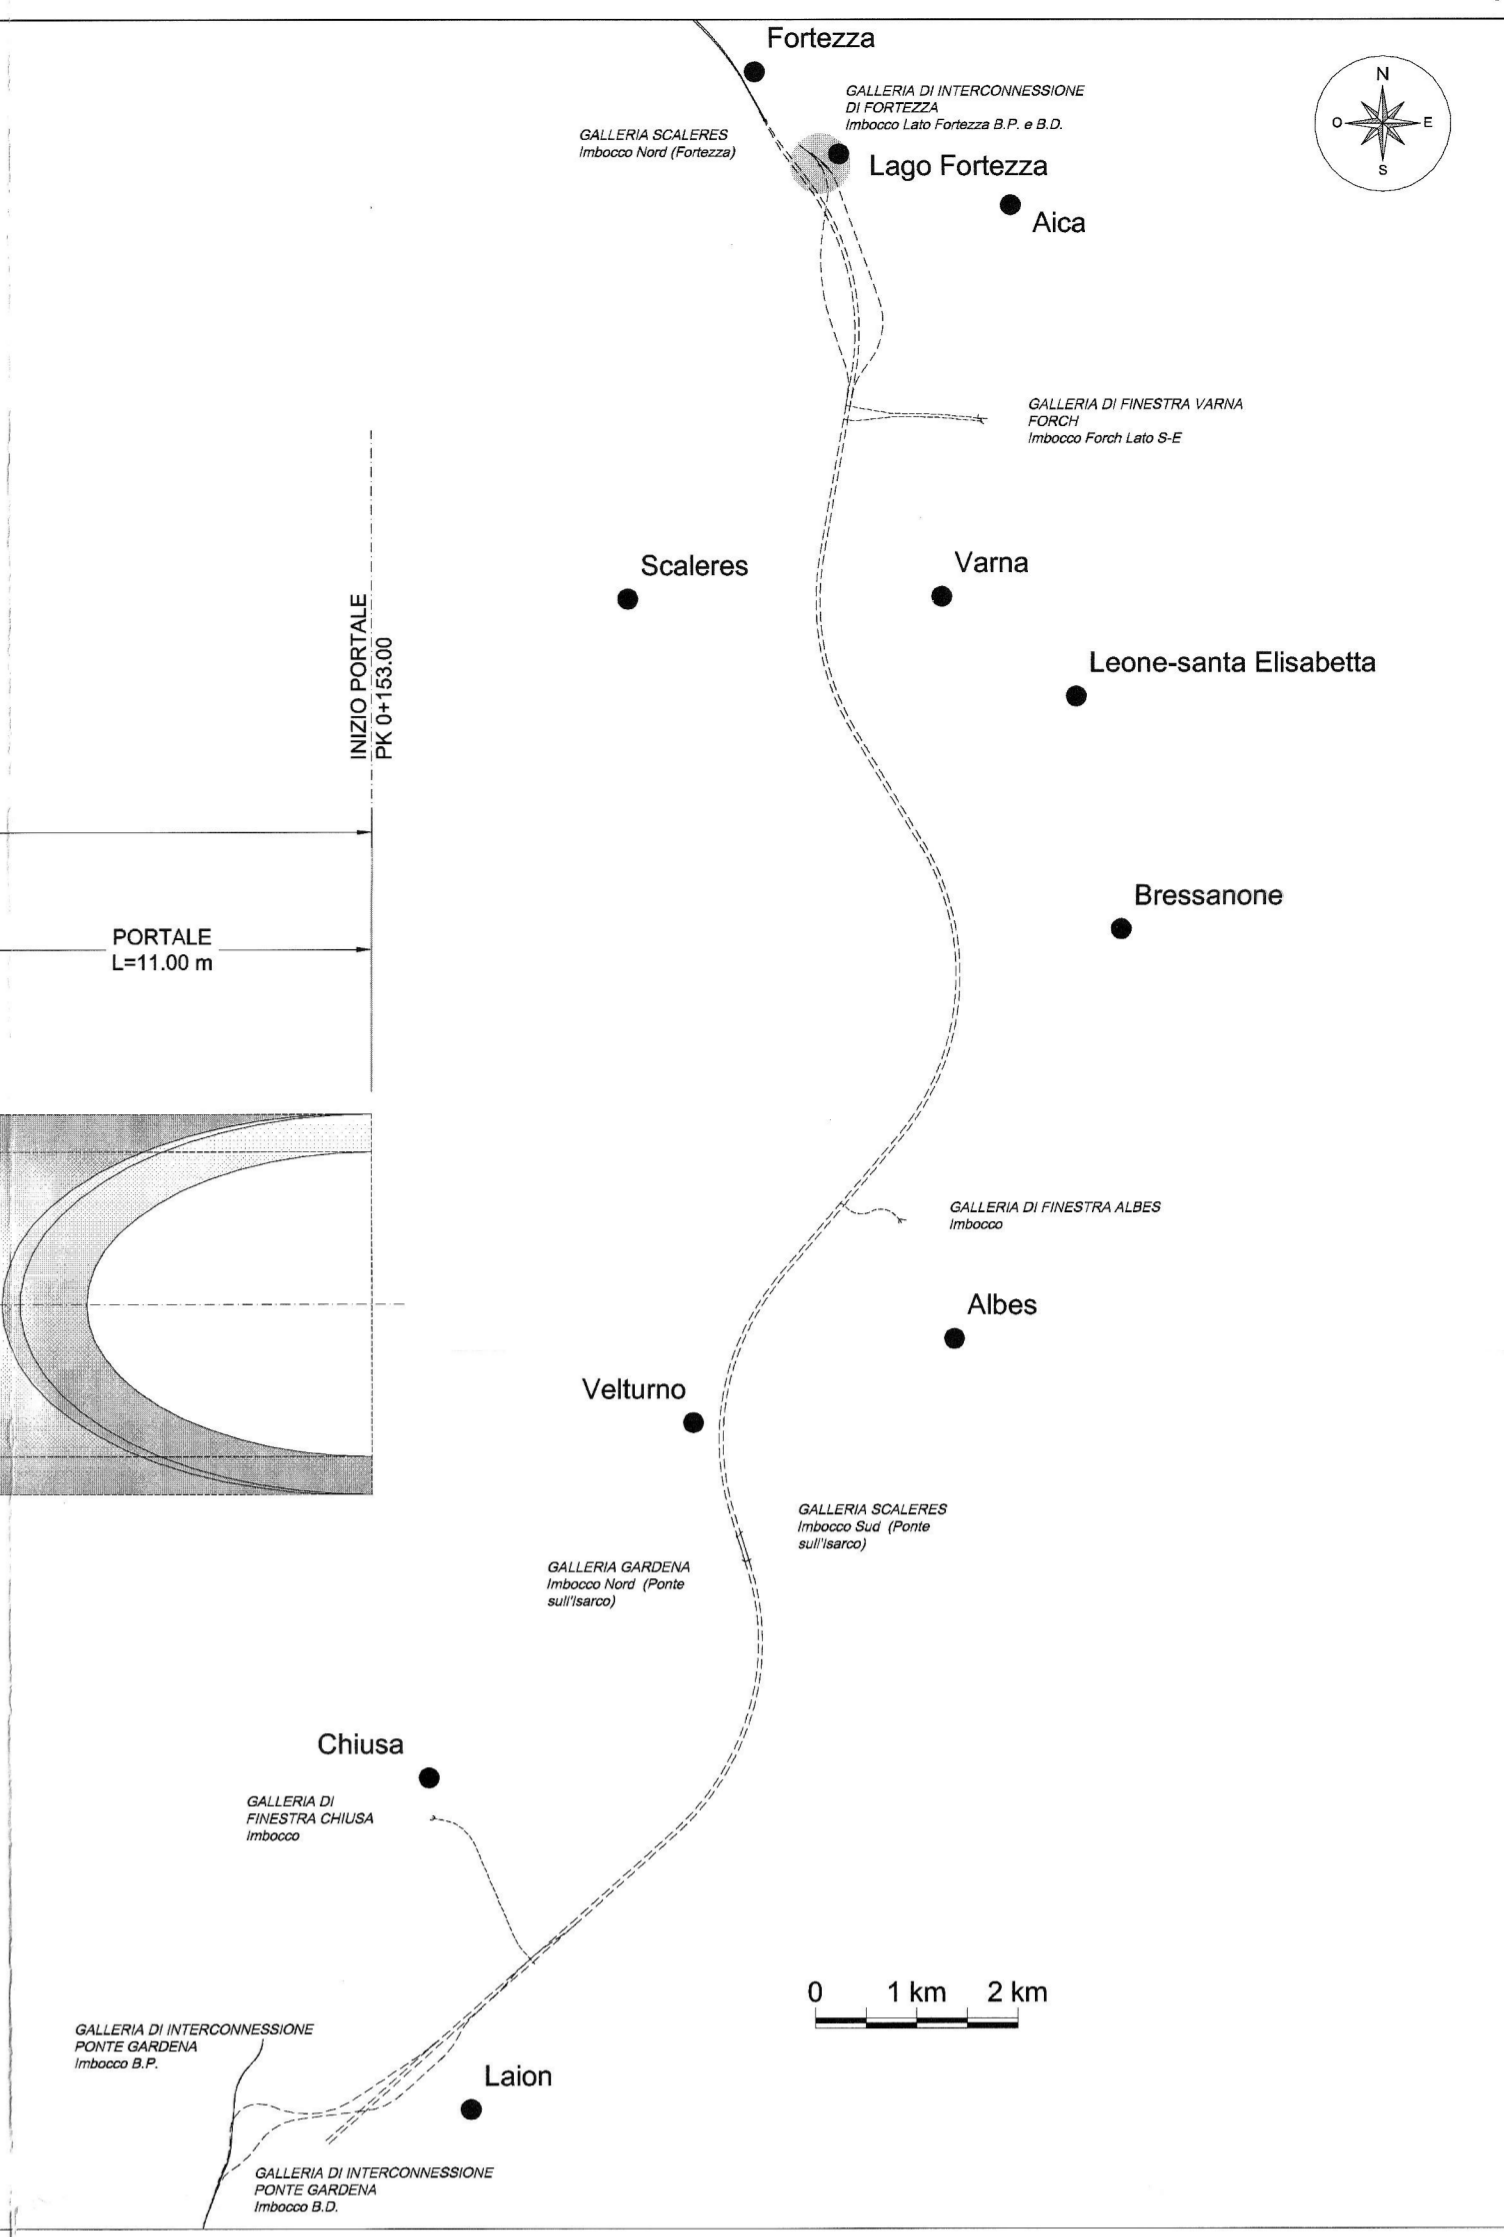 Fortezza
GALLERIA DI INTERCONNESSIONE
DI FORTEZZA
Imbocco Lato Fortezza B.P. e B.D.
GALLERIA SCALERES
Imbocco Nord (Fortezza)
N
O
E
S
Lago Fortezza
Aica
GALLERIA DI FINESTRA VARNA
FORCH
Imbocco Forch Lato S-E
Scaleres
Varna
INIZIO PORTALE
PK 0+153.00
Leone-santa Elisabetta
Bressanone
PORTALE
L=11.00 m
GALLERIA DI FINESTRA ALBES
Imbocco
Albes
Velturno
GALLERIA SCALERES
Imbocco Sud (Ponte
sull'Isarco)
GALLERIA GARDENA
Imbocco Nord (Ponte
sull'Isarco)
Chiusa
GALLERIA DI
FINESTRA CHIUSA
Imbocco
0 1 km 2 km
GALLERIA DI INTERCONNESSIONE
PONTE GARDENA
Imbocco B.P.
Laion
GALLERIA DI INTERCONNESSIONE
PONTE GARDENA
Imbocco B.D.